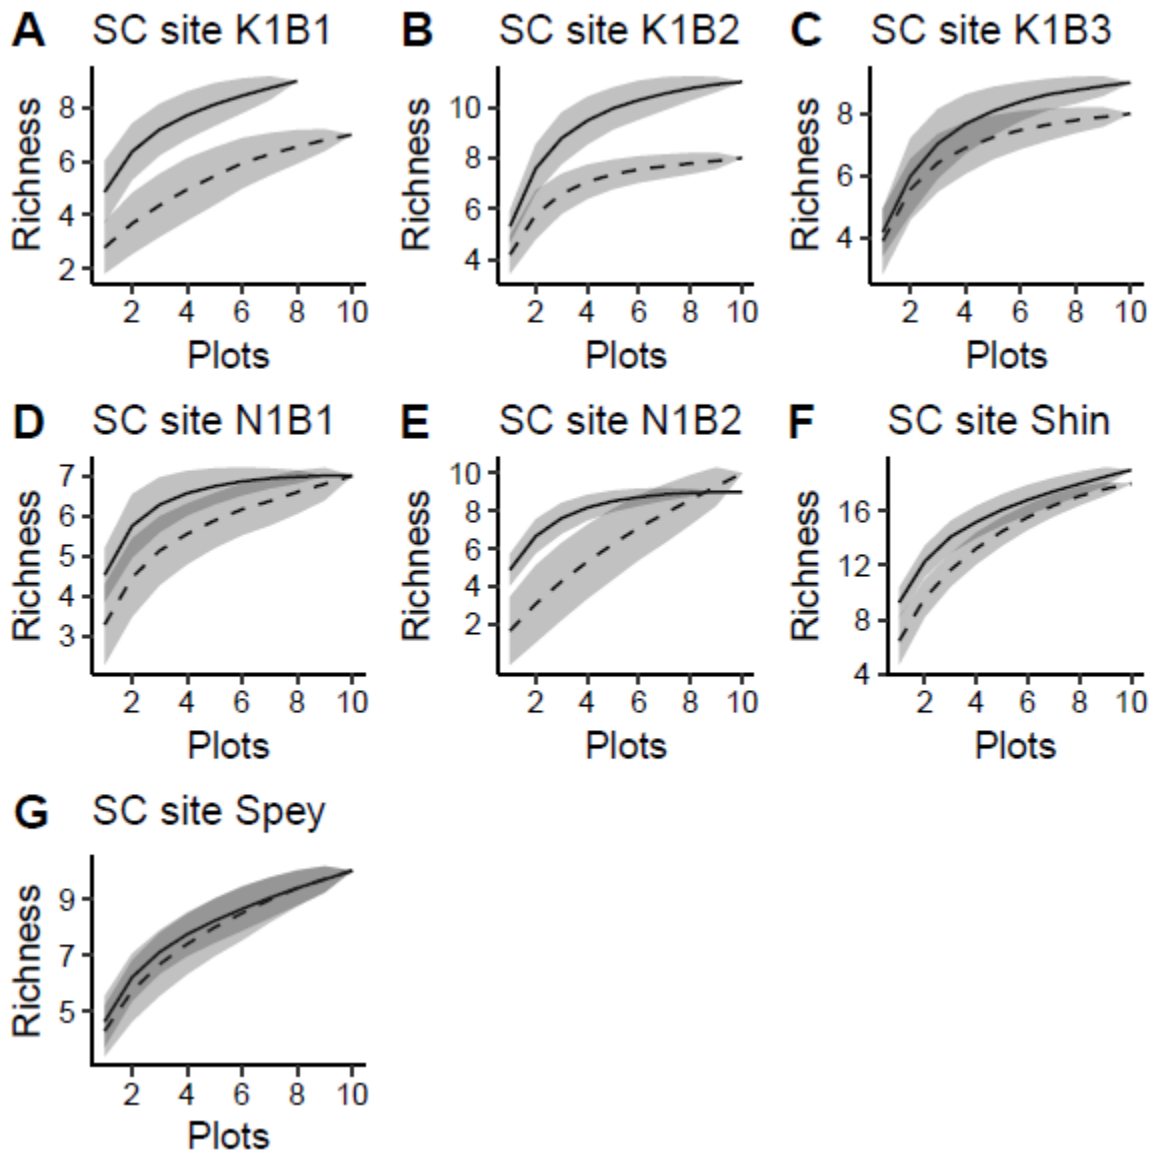 A SC site K1B1
Richness
8
6
4
2
2 4 6 8 10
Plots
B SC site K1B2
Richness
10
8
6
4
2 4 6 8 10
Plots
C SC site K1B3
Richness
8
6
4
2 4 6 8 10
Plots
D SC site N1B1
Richness
7
6
5
4
3
2 4 6 8 10
Plots
E SC site N1B2
Richness
10
8
6
4
2
2 4 6 8 10
Plots
F SC site Shin
Richness
16
12
8
4
2 4 6 8 10
Plots
G SC site Spey
Richness
9
7
5
2 4 6 8 10
Plots